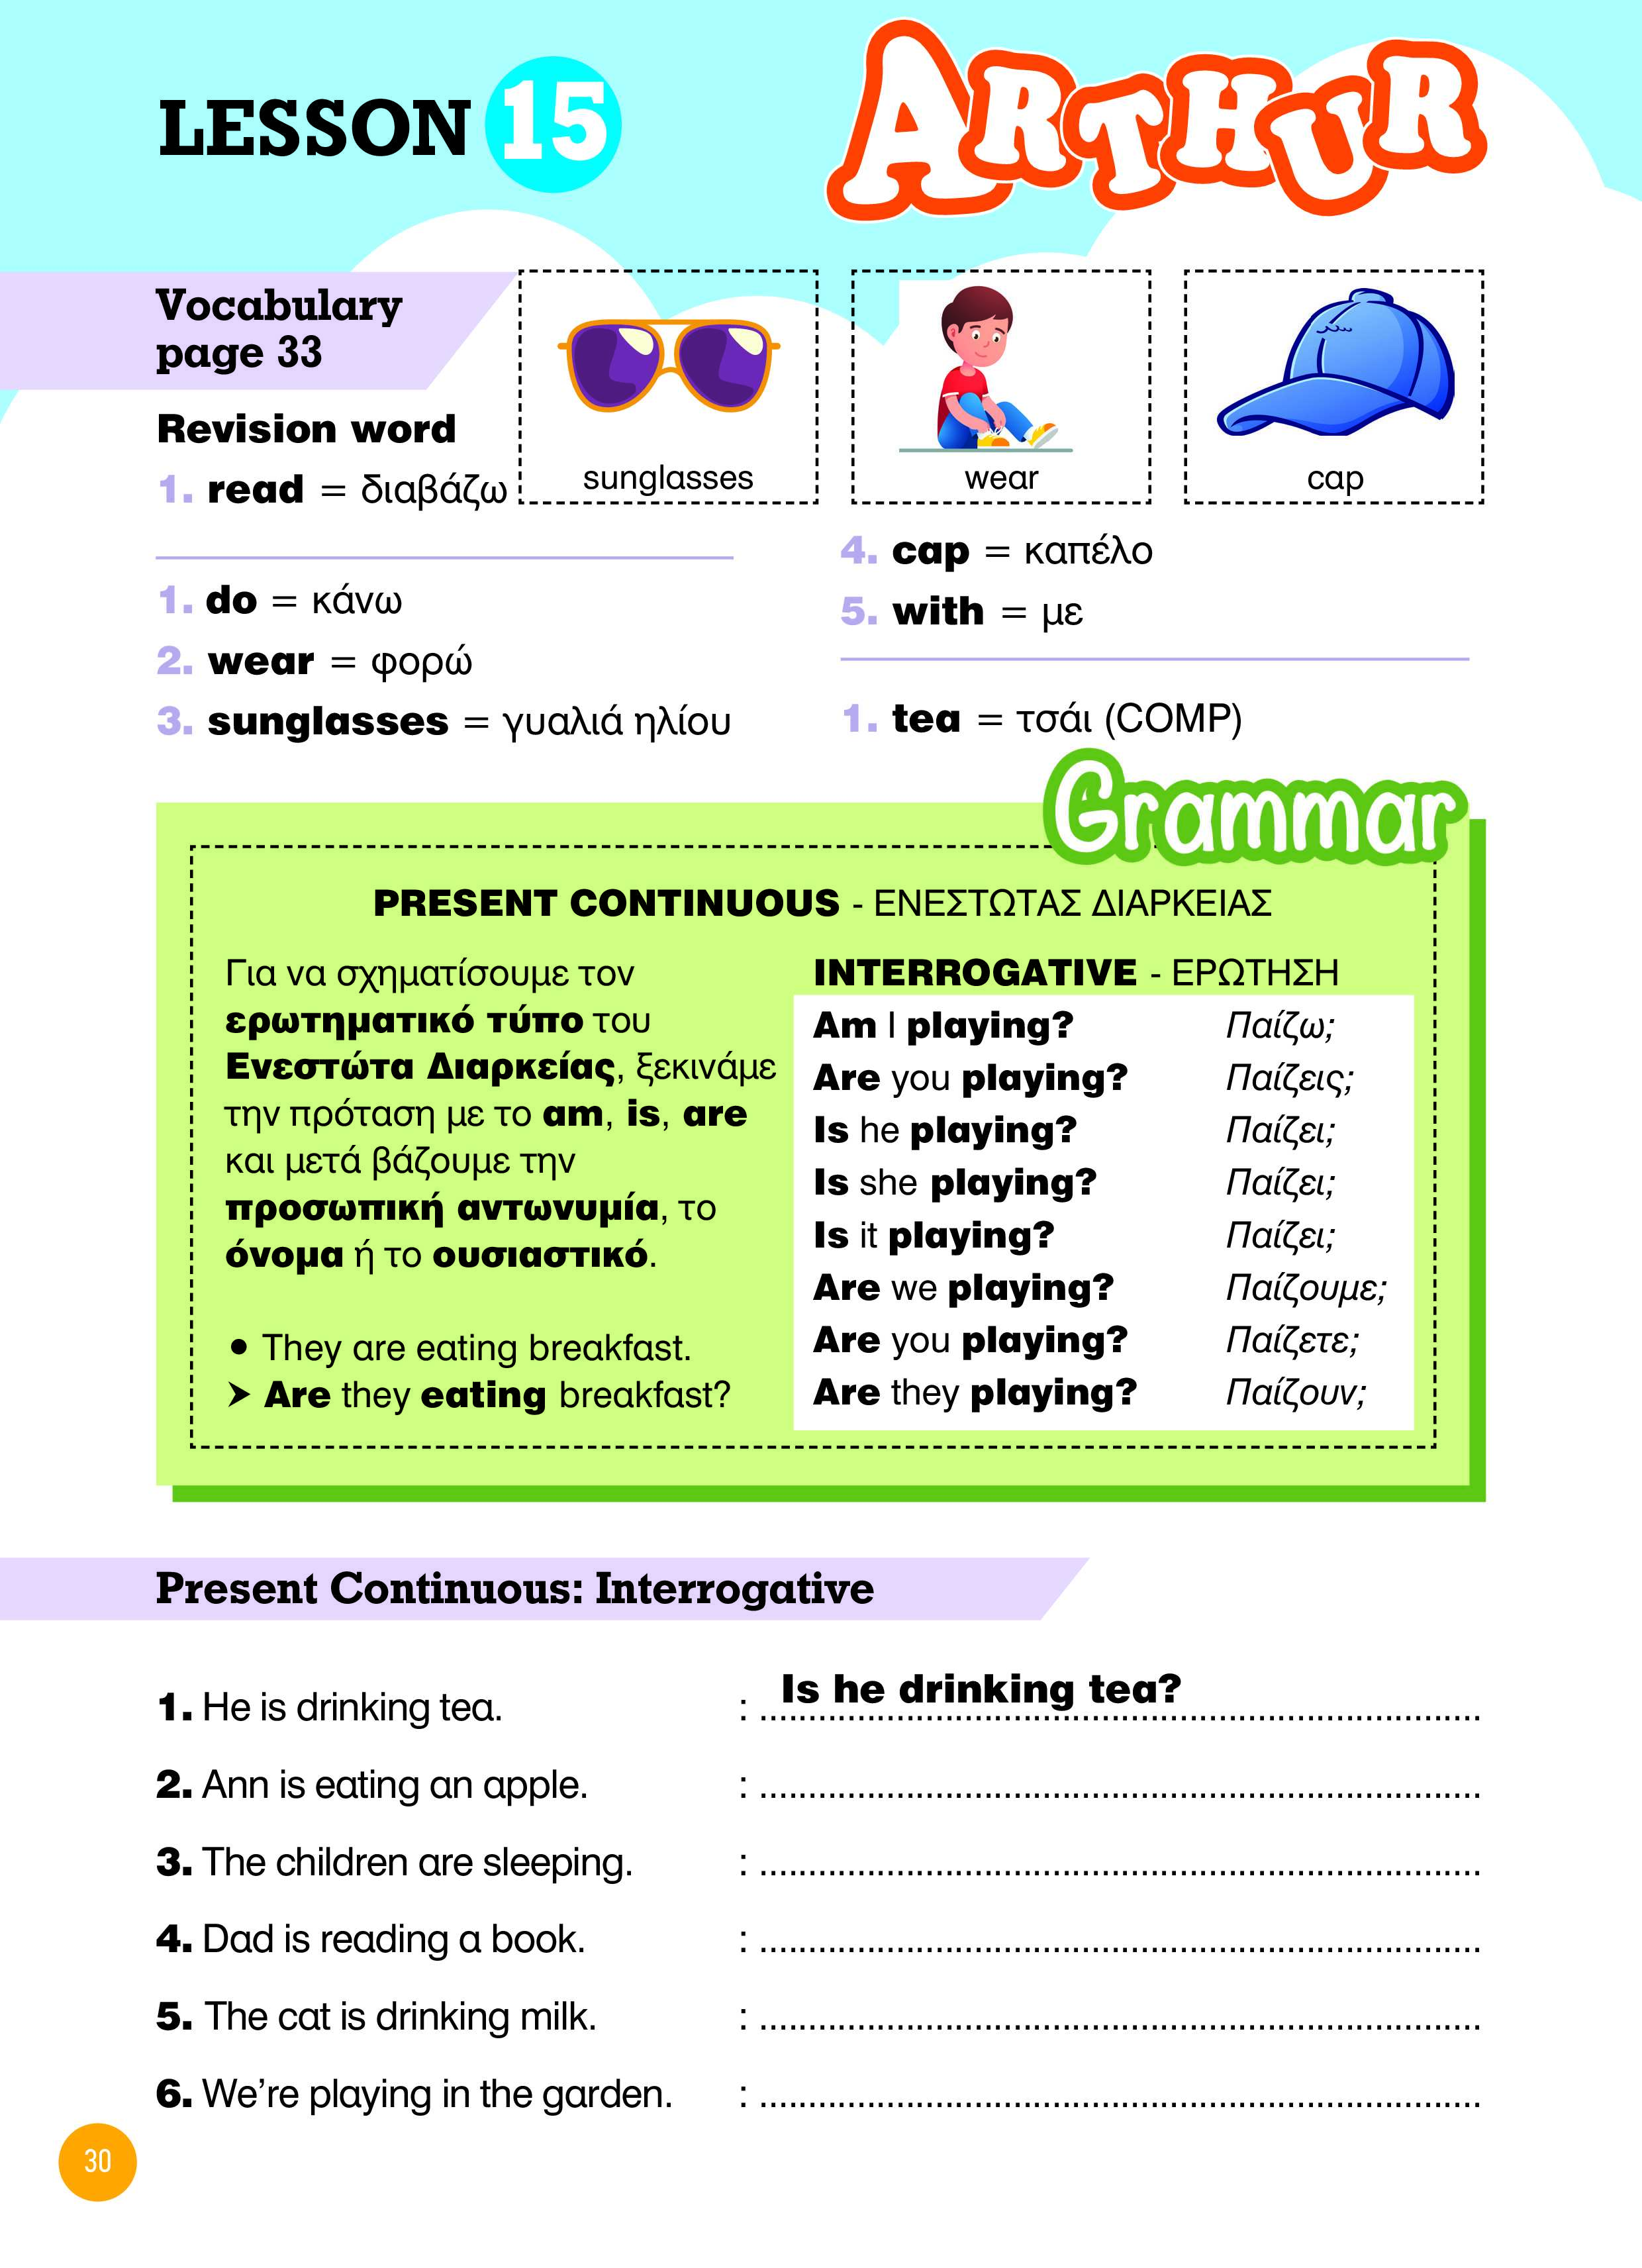 LESSON 15
ARTHUR
Vocabulary
page 33
Revision word
1. read = διαβάζω
sunglasses
wear
cap
1. do = κάνω
2. wear = φορώ
3. sunglasses = γυαλιά ηλίου
4. cap = καπέλο
5. with = με
1. tea = τσάι (COMP)
Grammar
PRESENT CONTINUOUS - ΕΝΕΣΤΩΤΑΣ ΔΙΑΡΚΕΙΑΣ
Για να σχηματίσουμε τον
ερωτηματικό τύπο του
Ενεστώτα Διαρκείας, ξεκινάμε
την πρόταση με το am, is, are
και μετά βάζουμε την
προσωπική αντωνυμία, το
όνομα ή το ουσιαστικό.
• They are eating breakfast.
➤ Are they eating breakfast?
INTERROGATIVE - ΕΡΩΤΗΣΗ
Am I playing? Παίζω;
Are you playing? Παίζεις;
Is he playing? Παίζει;
Is she playing? Παίζει;
Is it playing? Παίζει;
Are we playing? Παίζουμε;
Are you playing? Παίζετε;
Are they playing? Παίζουν;
Present Continuous: Interrogative
1. He is drinking tea. : Is he drinking tea?
2. Ann is eating an apple. :
3. The children are sleeping. :
4. Dad is reading a book. :
5. The cat is drinking milk. :
6. We're playing in the garden. :
30